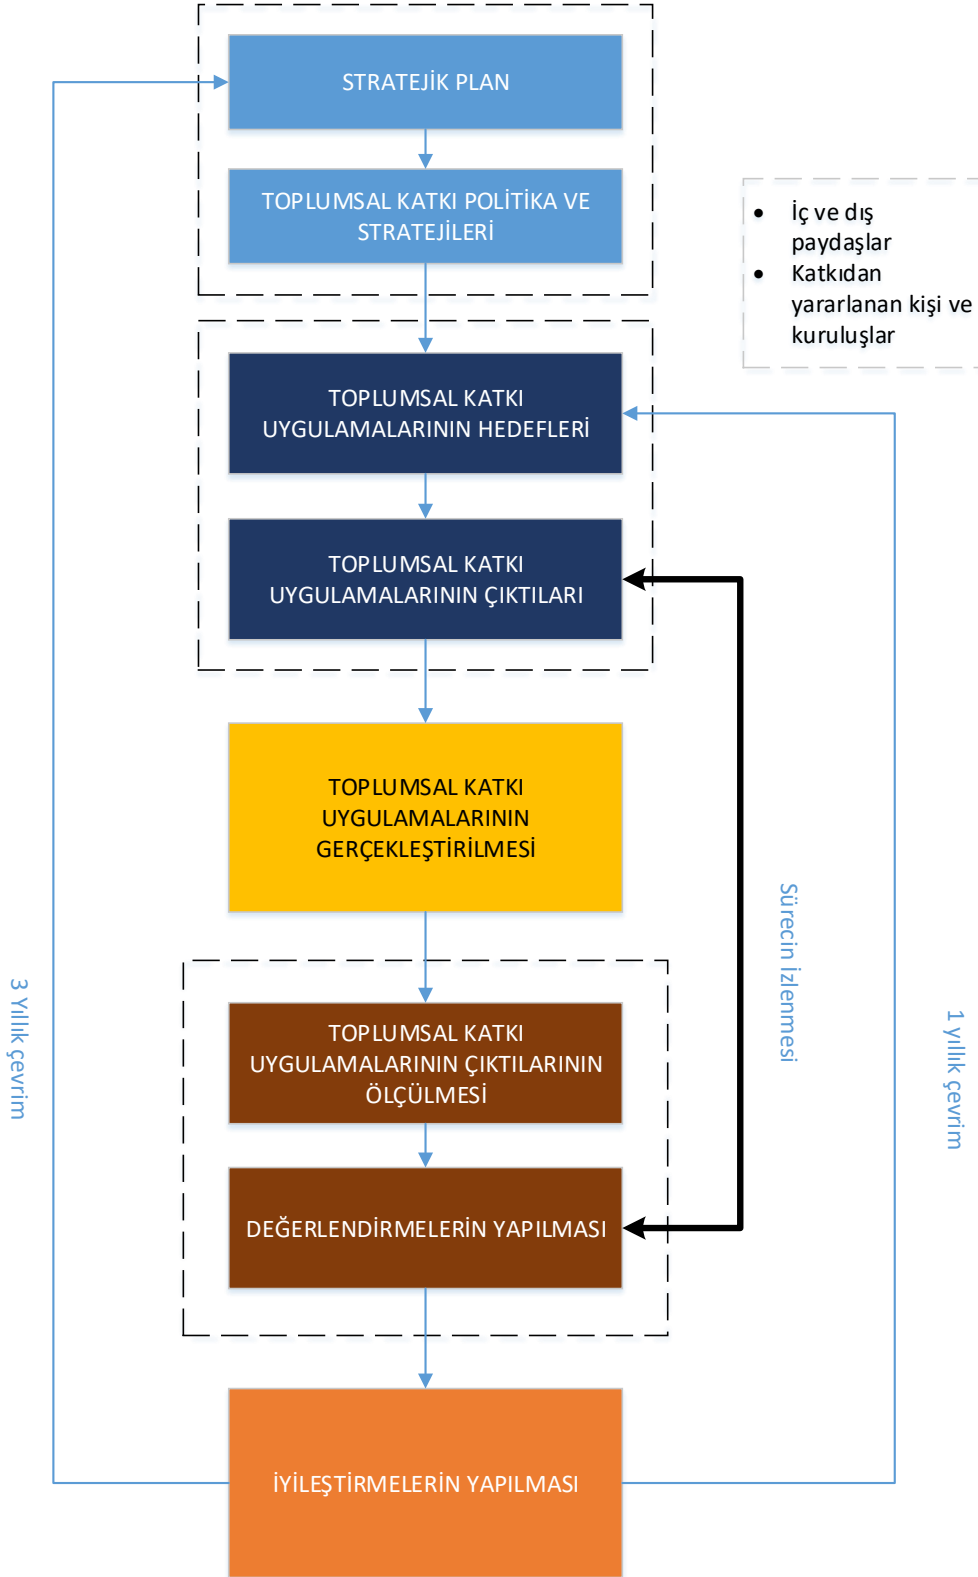 STRATEJİK PLAN
TOPLUMSAL KATKI POLİTİKA VE
STRATEJİLERİ
• İç ve dış
paydaşlar
• Katkıdan
yararlanan kişi ve
kuruluşlar
TOPLUMSAL KATKI
UYGULAMALARININ HEDEFLERİ
TOPLUMSAL KATKI
UYGULAMALARININ ÇIKTILARI
TOPLUMSAL KATKI
UYGULAMALARININ
GERÇEKLEŞTİRİLMESİ
Sürecin İzlenmesi
3 Yıllık çevrim
1 yıllık çevrim
TOPLUMSAL KATKI
UYGULAMALARININ ÇIKTILARININ
ÖLÇÜLMESİ
DEĞERLENDİRMELERİN YAPILMASI
İYİLEŞTİRMELERİN YAPILMASI